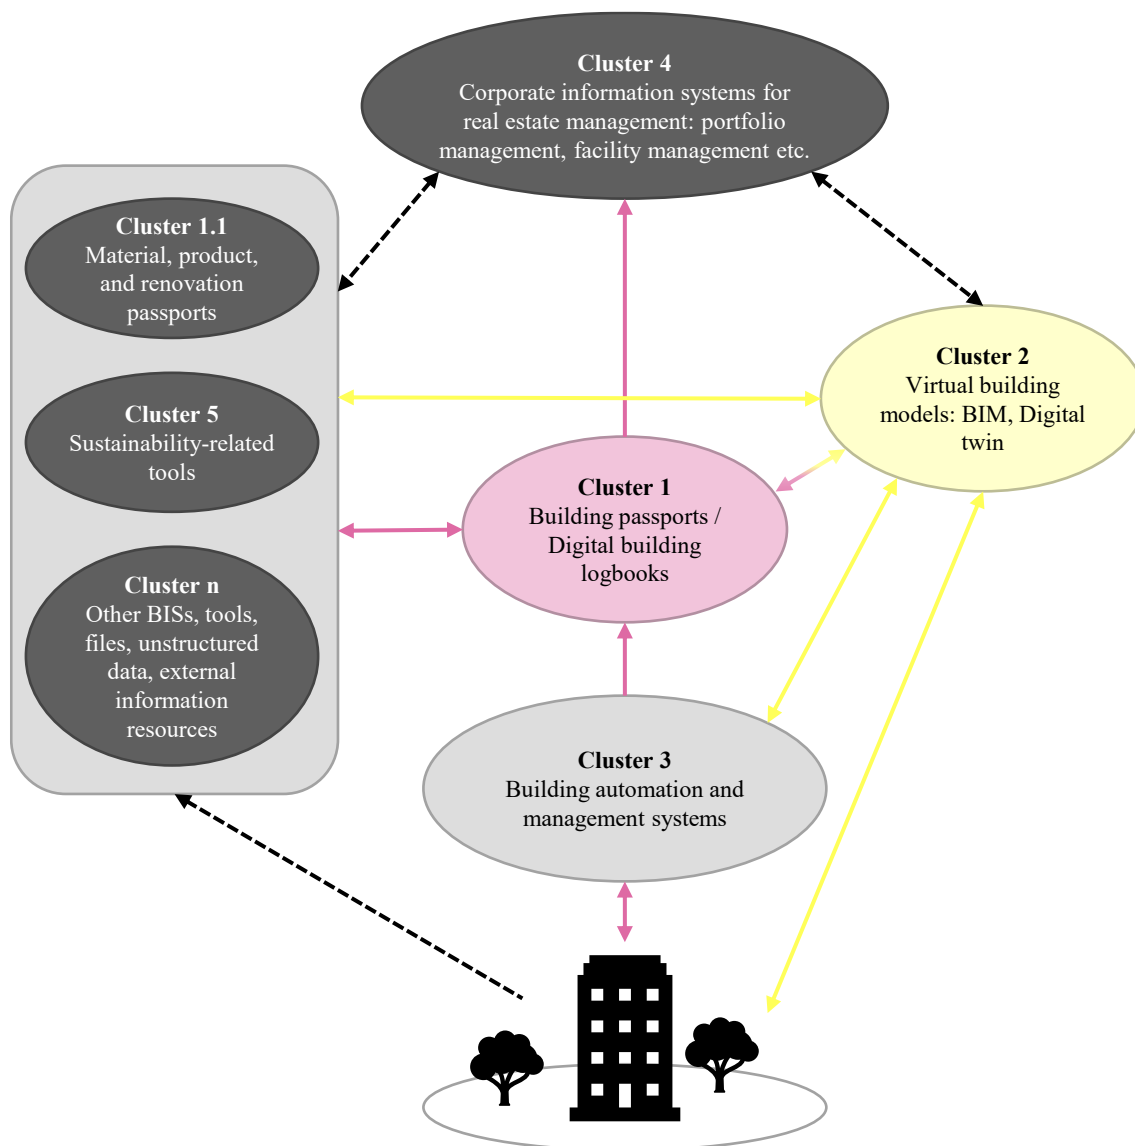 Cluster 4
Corporate information systems for
real estate management: portfolio
management, facility management etc.
Cluster 1.1
Material, product,
and renovation
passports
Cluster 5
Sustainability-related
tools
Cluster n
Other BISs, tools,
files, unstructured
data, external
information
resources
Cluster 2
Virtual building
models: BIM, Digital
twin
Cluster 1
Building passports /
Digital building
logbooks
Cluster 3
Building automation and
management systems